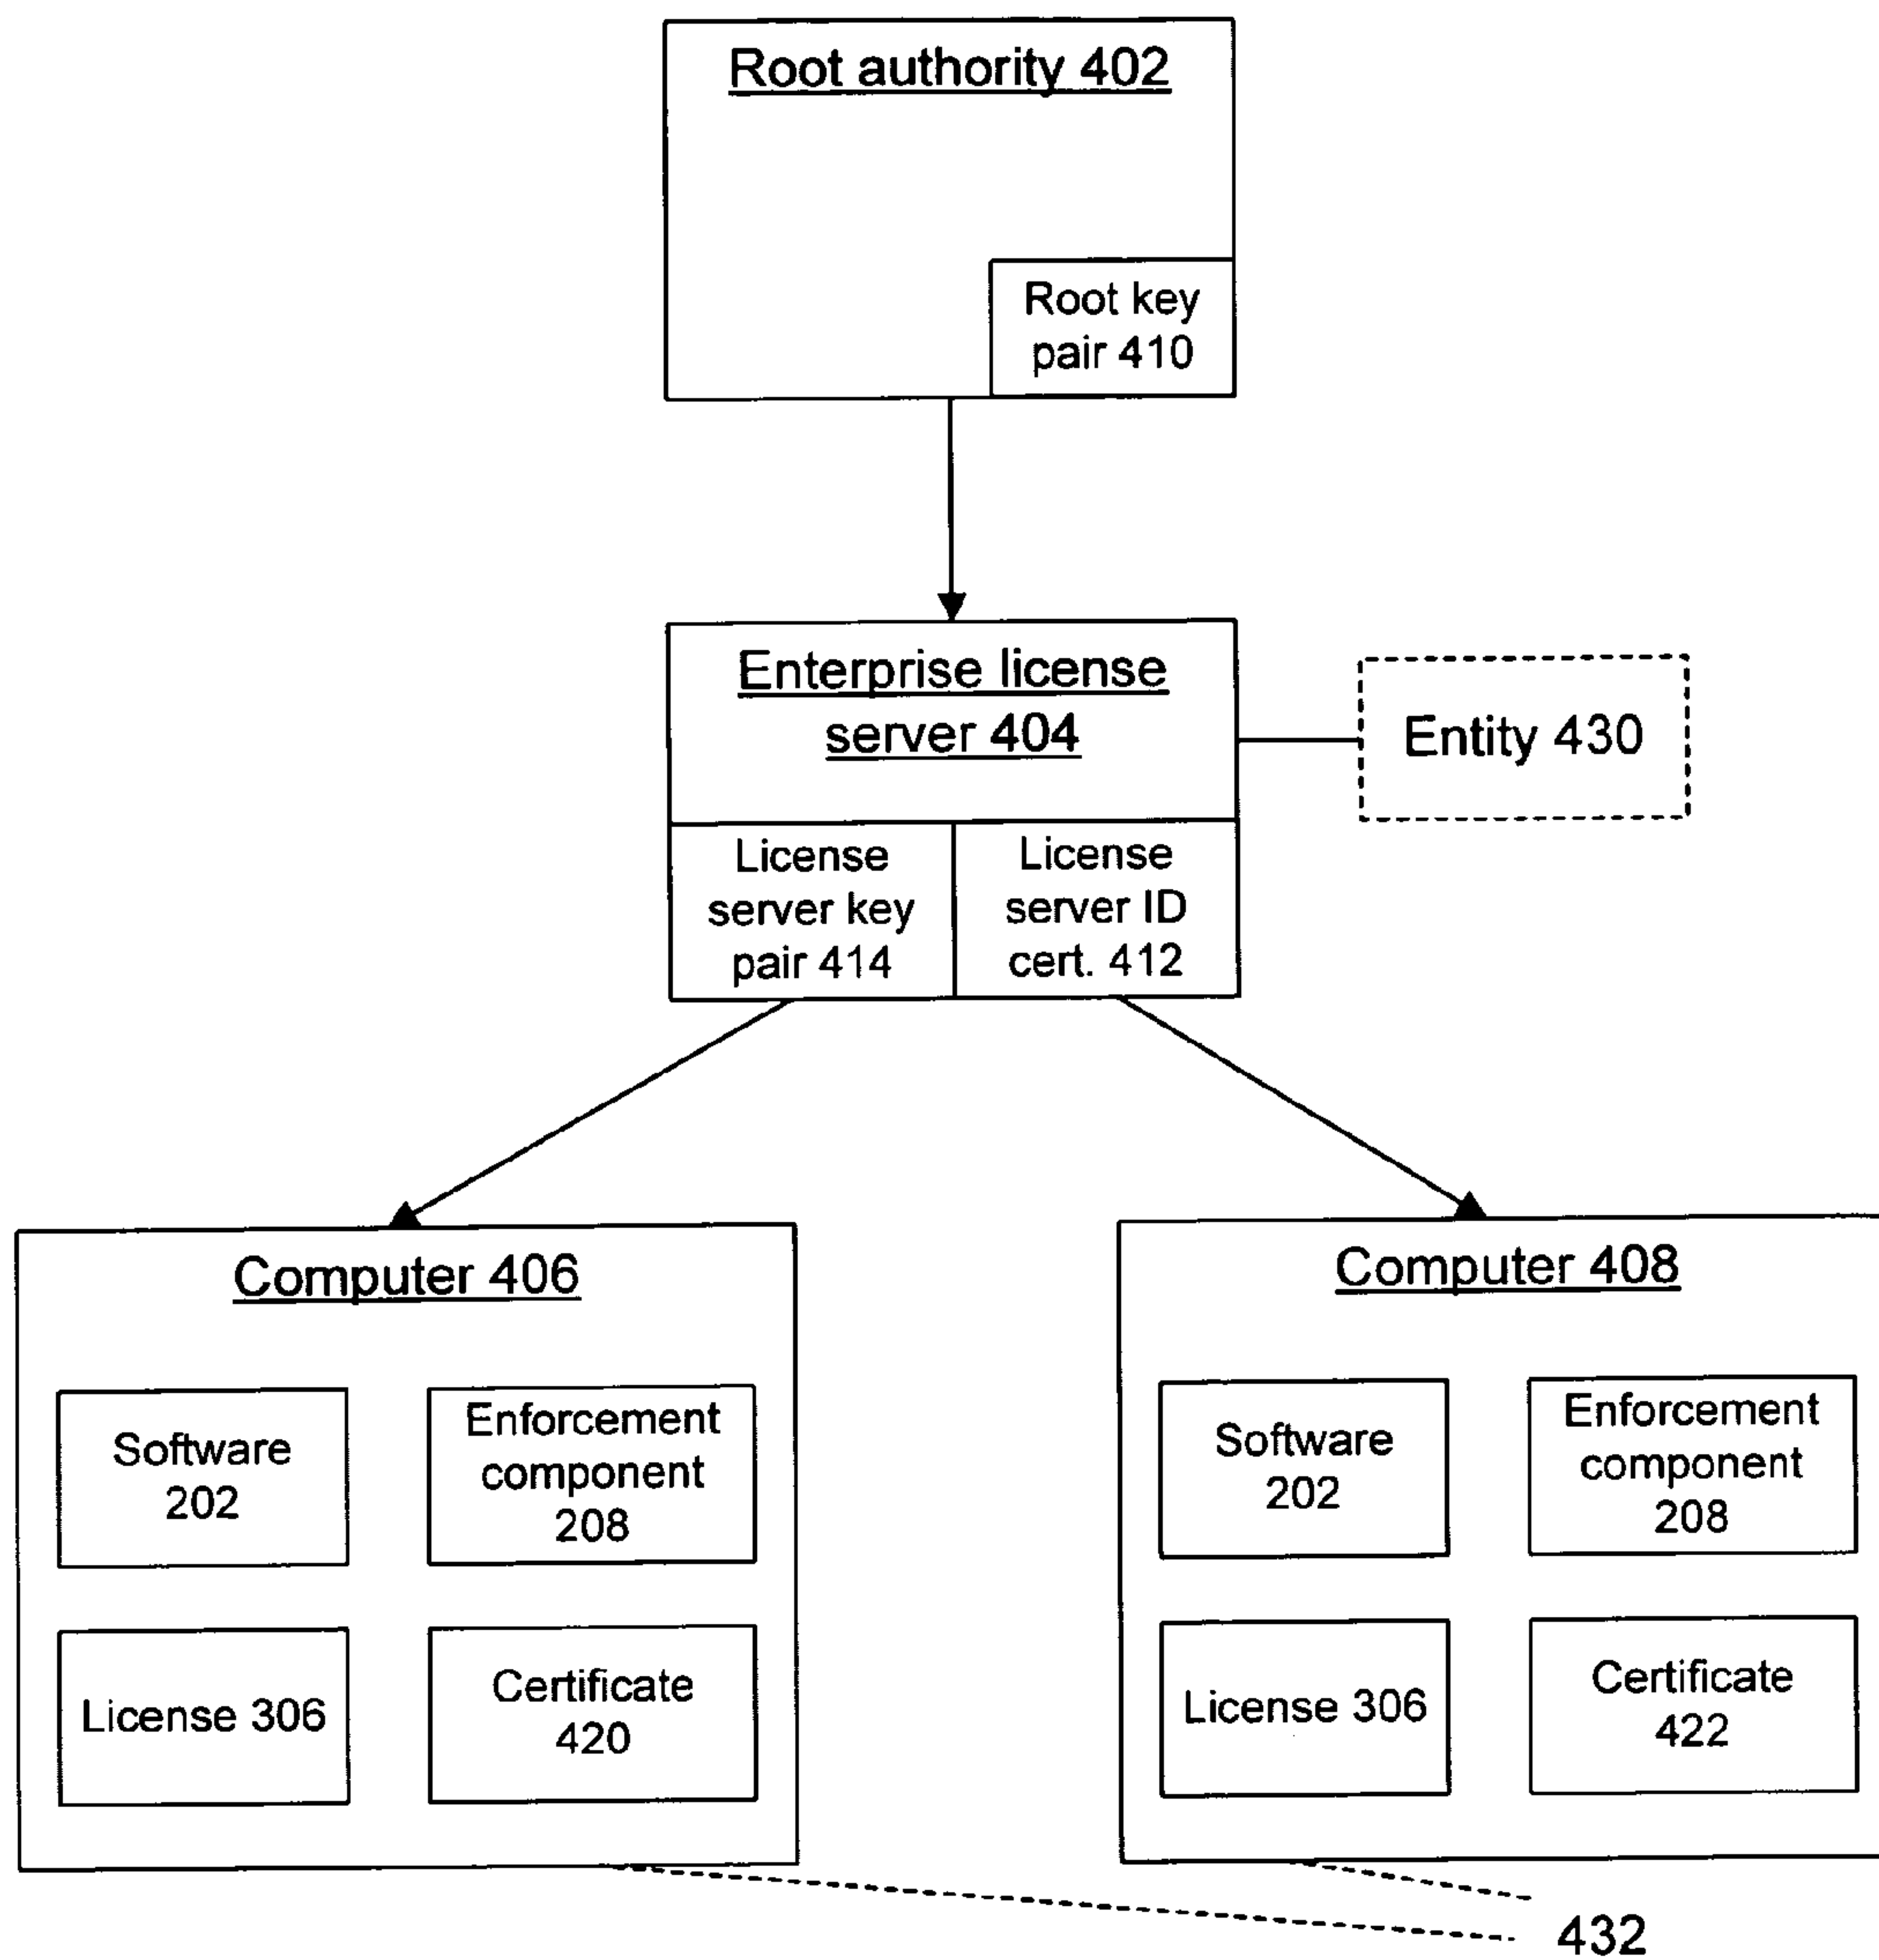 Root authority 402
Root key
pair 410
Enterprise license
server 404
Entity 430
License
server key
pair 414
License
server ID
cert. 412
Computer 406
Software
202
Enforcement
component
208
License 306
Certificate
420
Computer 408
Software
202
Enforcement
component
208
License 306
Certificate
422
432